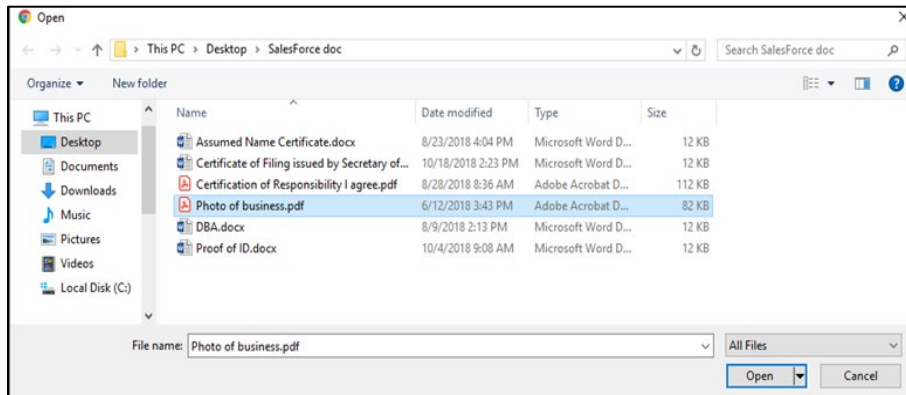 Open
This PC > Desktop > SalesForce doc
Search SalesForce doc
Organize
New folder
Name Date modified Type Size
This PC
Desktop
Documents
Downloads
Music
Pictures
Videos
Local Disk (C:)
Assumed Name Certificate.docx 8/23/2018 4:04 PM Microsoft Word D... 12 KB
Certificate of Filing issued by Secretary of... 10/18/2018 2:23 PM Microsoft Word D... 12 KB
Certification of Responsibility I agree.pdf 8/28/2018 8:36 AM Adobe Acrobat D... 112 KB
Photo of business.pdf 6/12/2018 3:43 PM Adobe Acrobat D... 82 KB
DBA.docx 8/9/2018 2:13 PM Microsoft Word D... 12 KB
Proof of ID.docx 10/4/2018 9:08 AM Microsoft Word D... 12 KB
File name: Photo of business.pdf
All Files
Open
Cancel